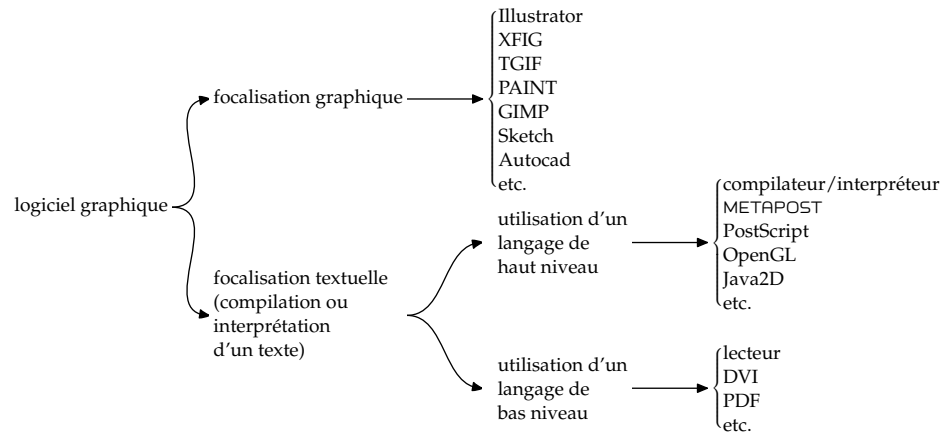 logiciel graphique
focalisation graphique
Illustrator
XFIG
TGIF
PAINT
GIMP
Sketch
Autocad
etc.
focalisation textuelle
(compilation ou
interprétation
d'un texte)
utilisation d'un
langage de
haut niveau
compilateur/interpréteur
METAPOST
PostScript
OpenGL
Java2D
etc.
utilisation d'un
langage de
bas niveau
lecteur
DVI
PDF
etc.